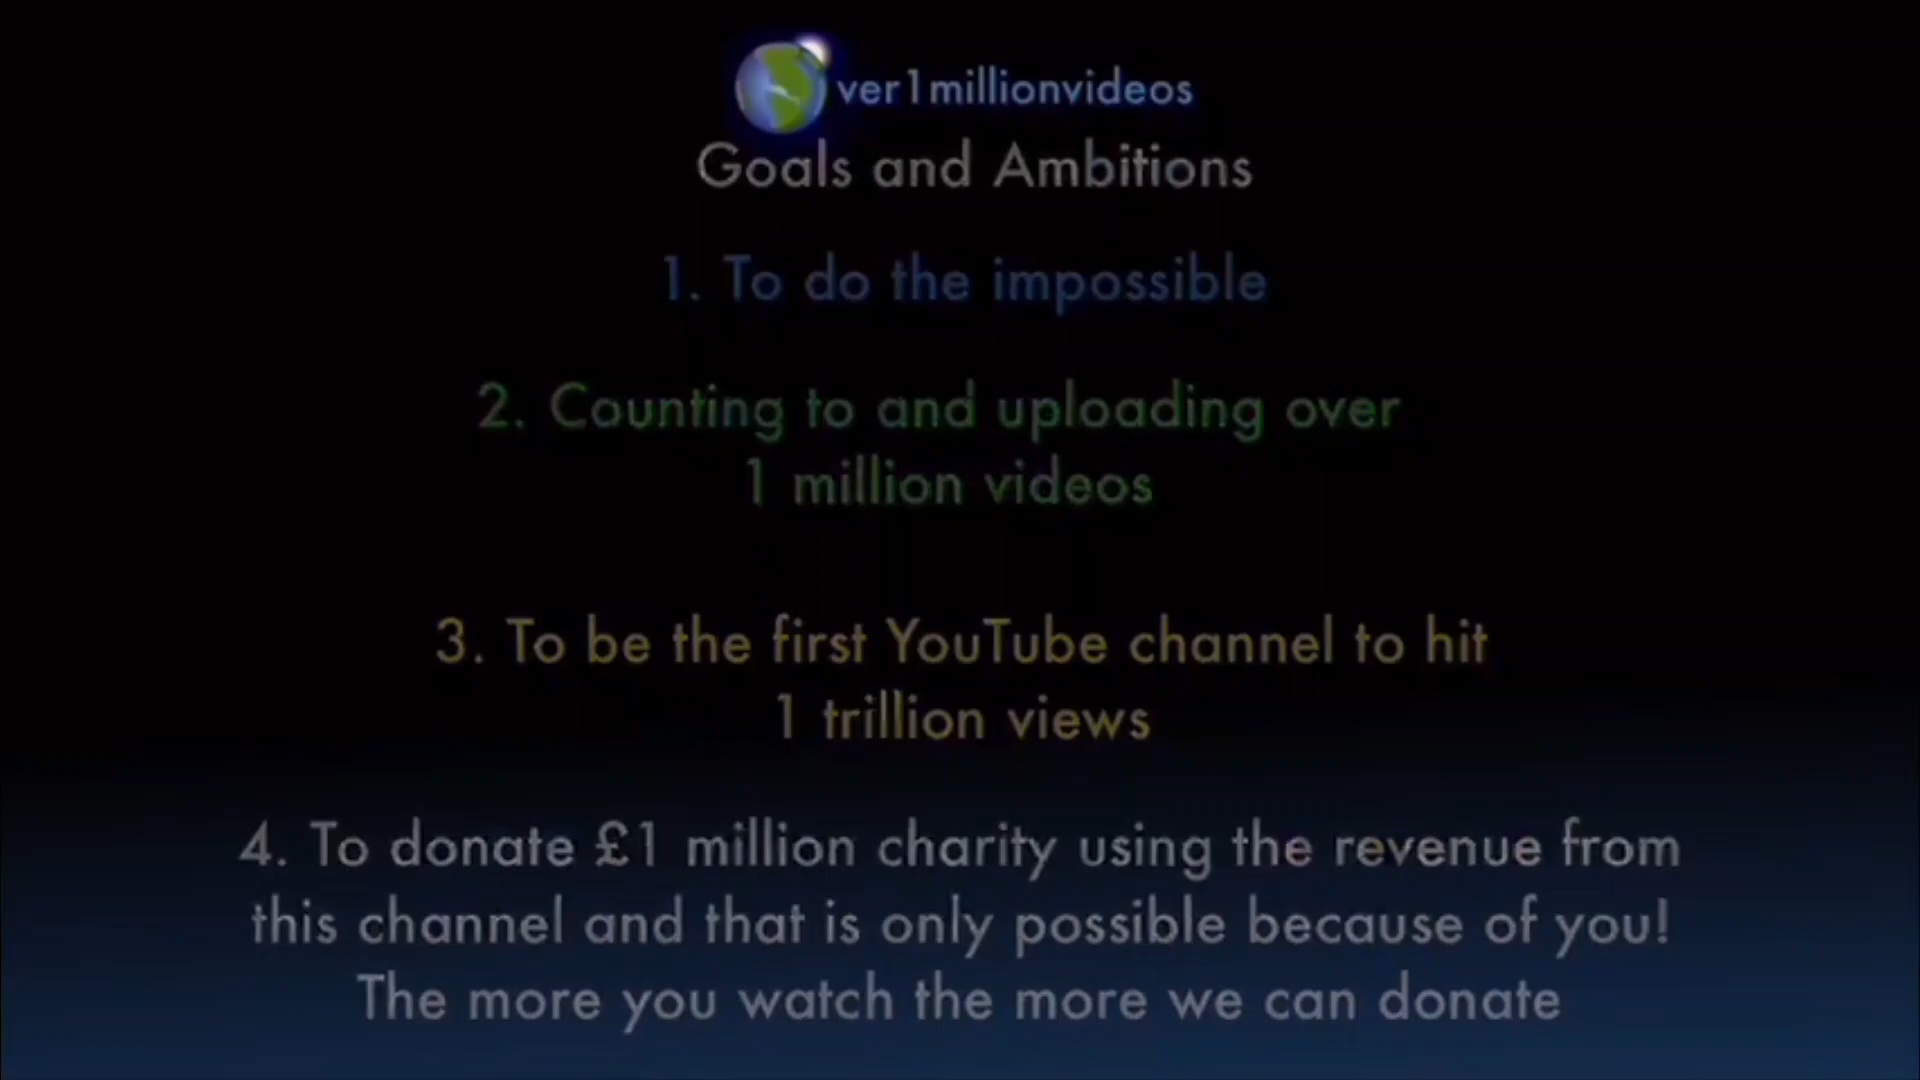 ver1millionvideos
Goals and Ambitions
1. To do the impossible
2. Counting to and uploading over
1 million videos
3. To be the first YouTube channel to hit
1 trillion views
4. To donate £1 million charity using the revenue from
this channel and that is only possible because of you!
The more you watch the more we can donate